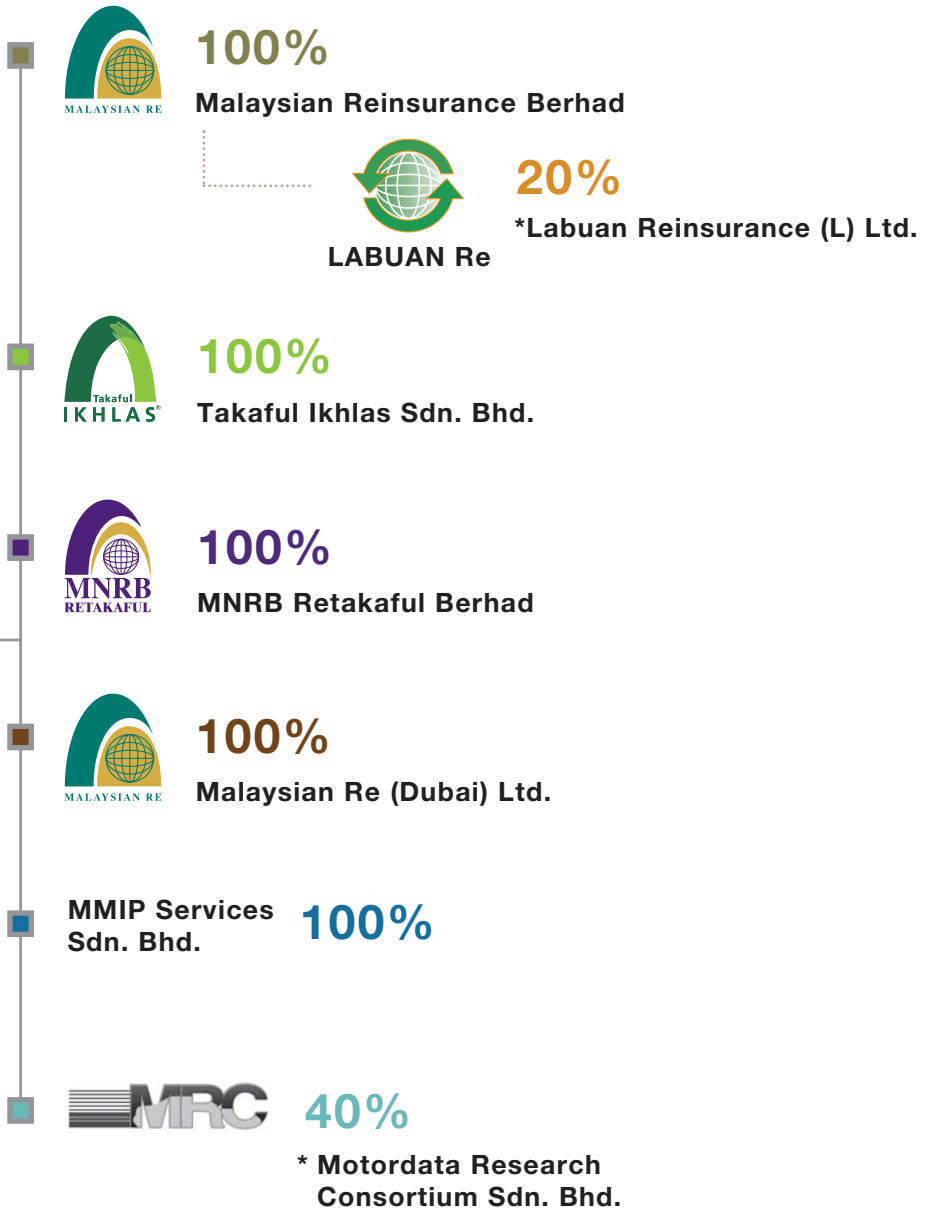 MALAYSIAN RE
100%
Malaysian Reinsurance Berhad
LABUAN Re
20%
*Labuan Reinsurance (L) Ltd.
Takaful
IKHLAS®
100%
Takaful Ikhlas Sdn. Bhd.
MNRB
RETAKAFUL
100%
MNRB Retakaful Berhad
MALAYSIAN RE
100%
Malaysian Re (Dubai) Ltd.
MMIP Services
Sdn. Bhd.
100%
MRC
40%
* Motordata Research
Consortium Sdn. Bhd.